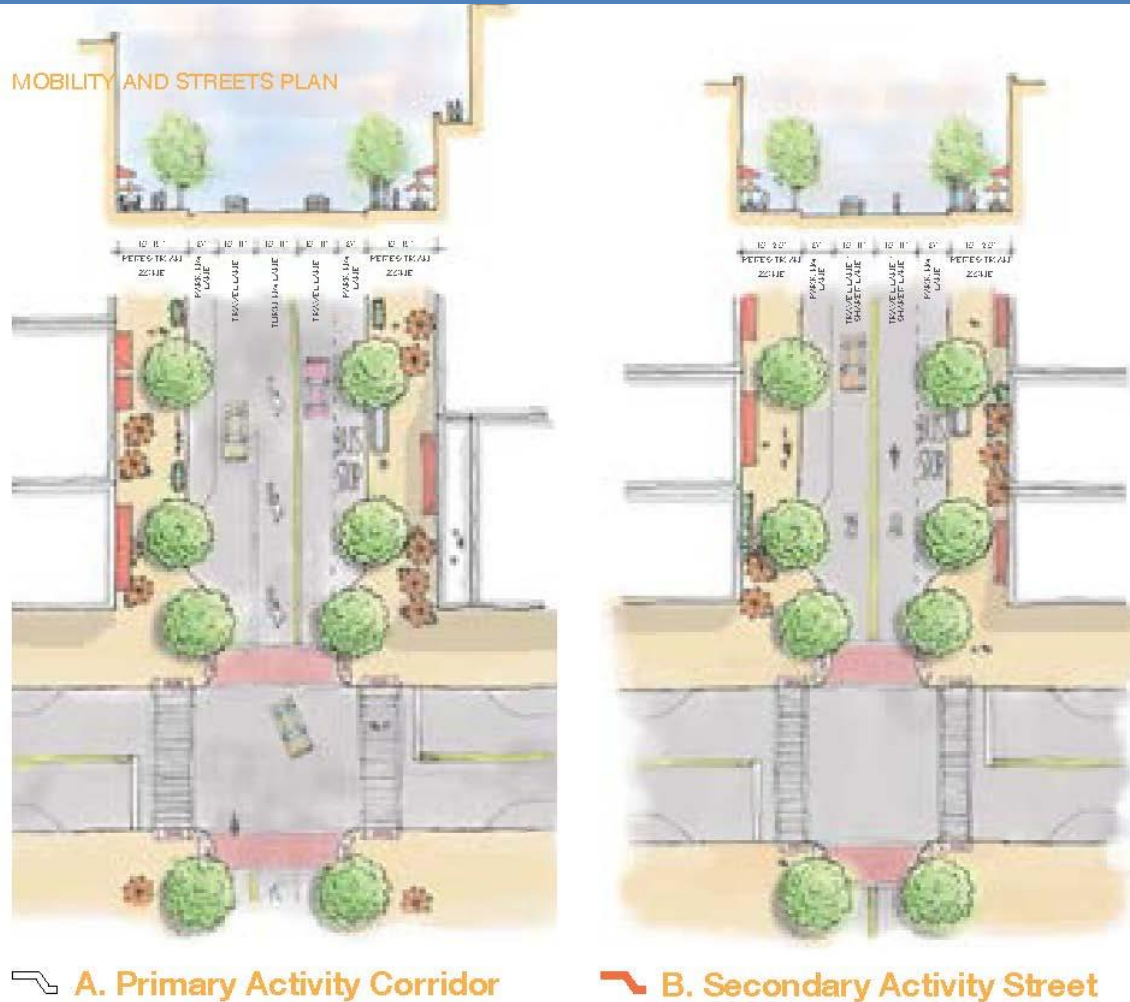 MOBILITY AND STREETS PLAN
PEDESTRIAN ZONE
PARKING LANE
TRAVEL LANE
TURNING LANE
TRAVEL LANE
PARKING LANE
PEDESTRIAN ZONE
PEDESTRIAN ZONE
PARKING LANE
TRAVEL LANE
SHARED LANE
TRAVEL LANE
SHARED LANE
PARKING LANE
PEDESTRIAN ZONE
BUS STOP
BUS STOP
A. Primary Activity Corridor
B. Secondary Activity Street